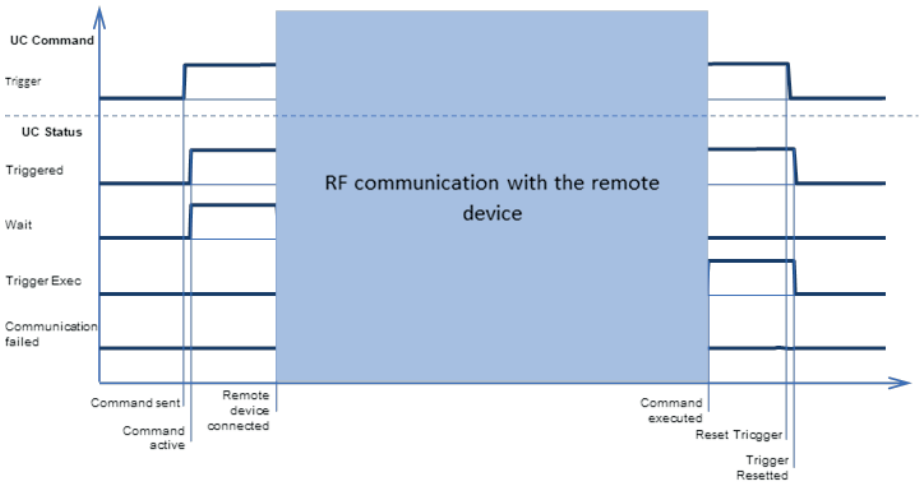 UC Command
Trigger
UC Status
Triggered
RF communication with the remote
device
Wait
Trigger Exec
Communication
failed
Command sent
Command
active
Remote
device
connected
Command
executed
Reset Tricgger
Trigger
Resetted